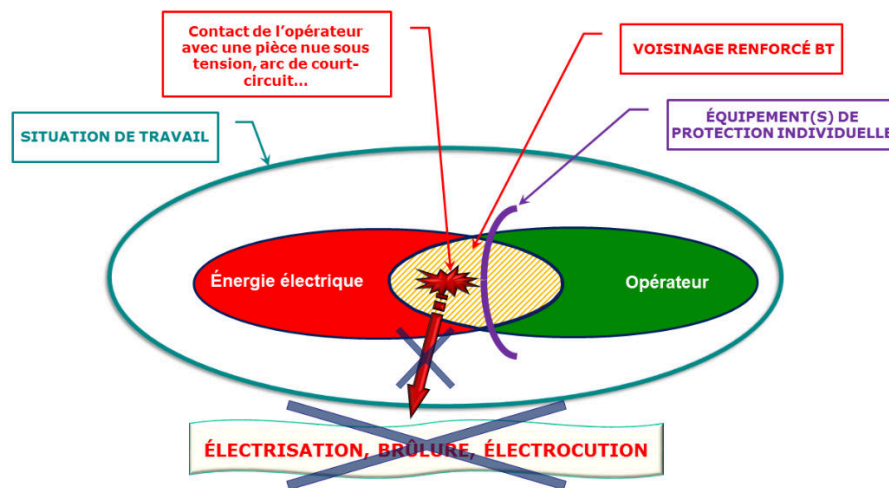 Contact de l'opérateur
avec une pièce nue sous
tension, arc de court-
circuit...
VOISINAGE RENFORCÉ BT
SITUATION DE TRAVAIL
ÉQUIPEMENT(S) DE
PROTECTION INDIVIDUELLE
Énergie électrique
Opérateur
ÉLECTRISATION, BRÛLURE, ÉLECTROCUTION